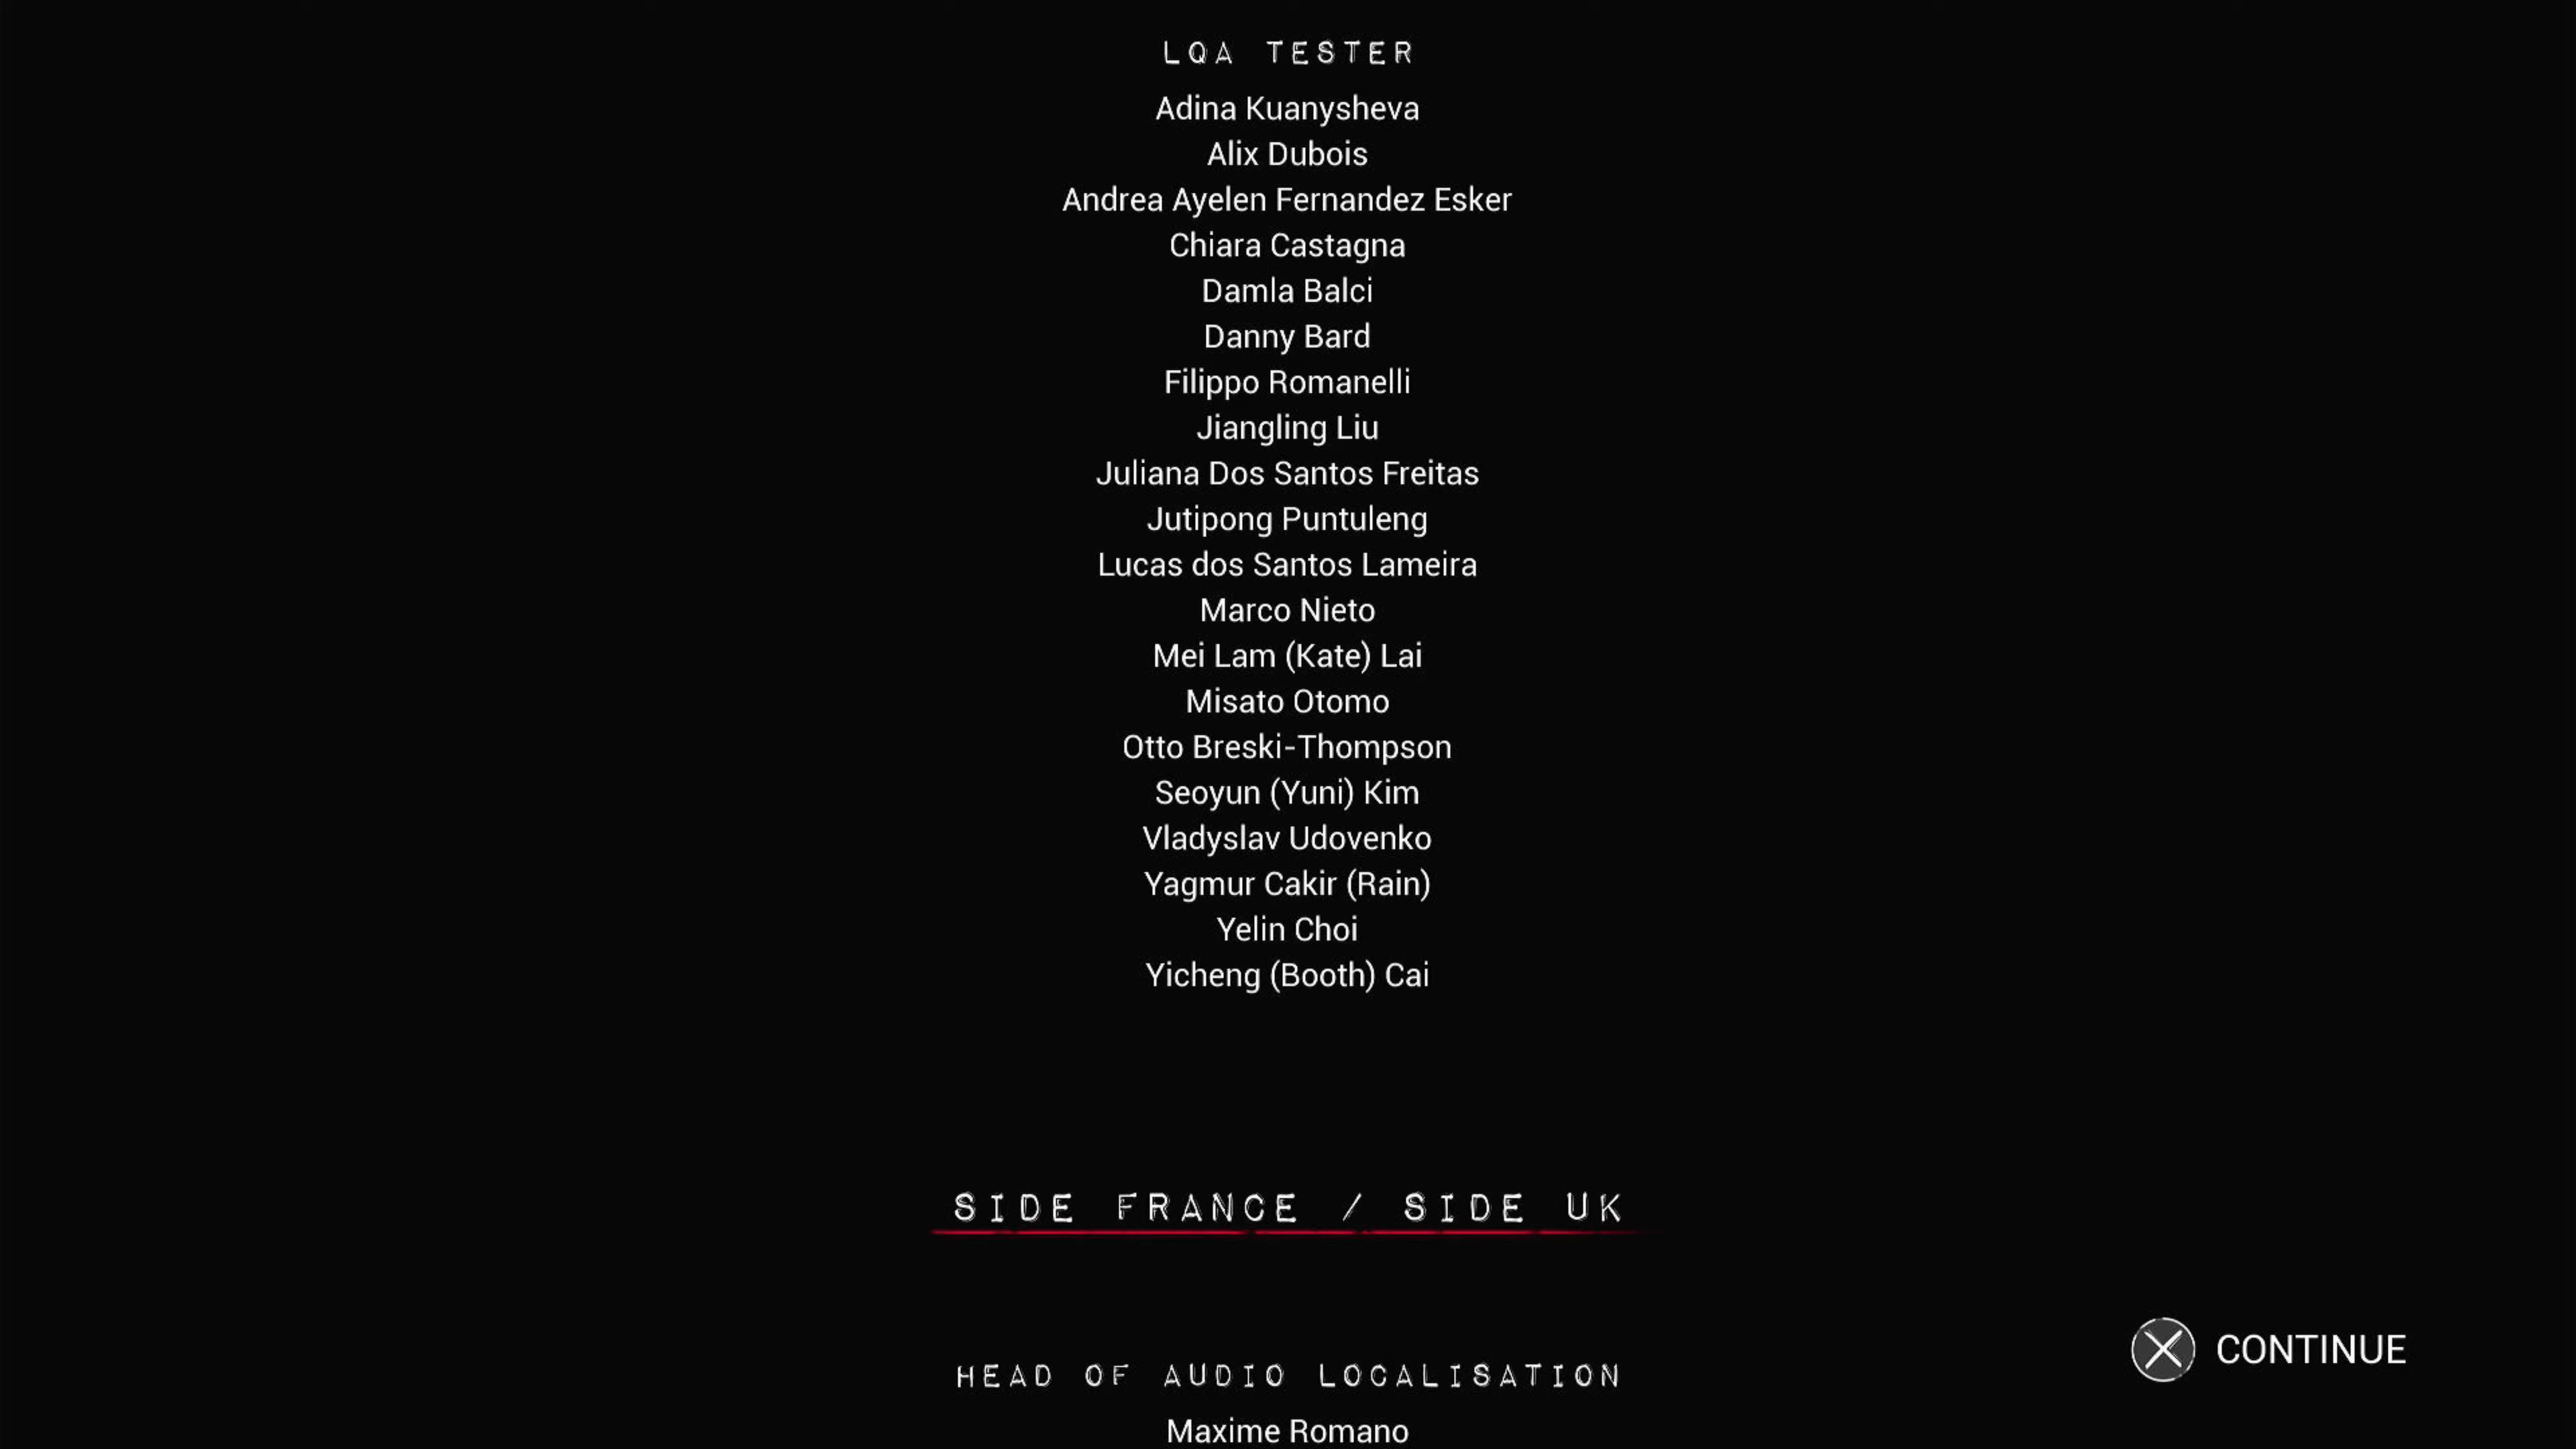 LQA TESTER
Adina Kuanysheva
Alix Dubois
Andrea Ayelen Fernandez Esker
Chiara Castagna
Damla Balci
Danny Bard
Filippo Romanelli
Jiangling Liu
Juliana Dos Santos Freitas
Jutipong Puntuleng
Lucas dos Santos Lameira
Marco Nieto
Mei Lam (Kate) Lai
Misato Otomo
Otto Breski-Thompson
Seoyun (Yuni) Kim
Vladyslav Udovenko
Yagmur Cakir (Rain)
Yelin Choi
Yicheng (Booth) Cai
SIDE FRANCE / SIDE UK
HEAD OF AUDIO LOCALISATION
Maxime Romano
CONTINUE